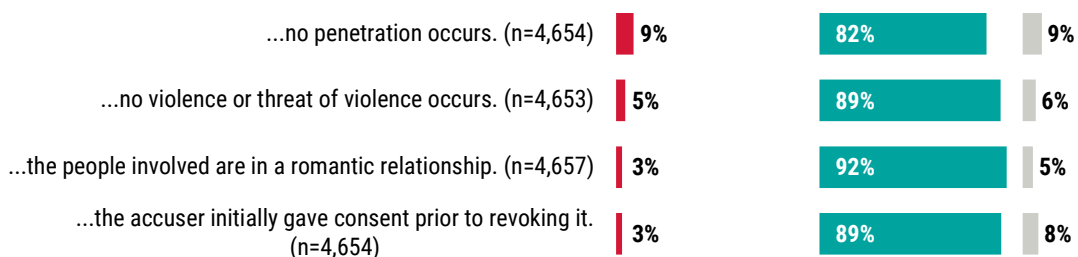 ...no penetration occurs. (n=4,654) 9% 82% 9%
...no violence or threat of violence occurs. (n=4,653) 5% 89% 6%
...the people involved are in a romantic relationship. (n=4,657) 3% 92% 5%
...the accuser initially gave consent prior to revoking it.
(n=4,654) 3% 89% 8%